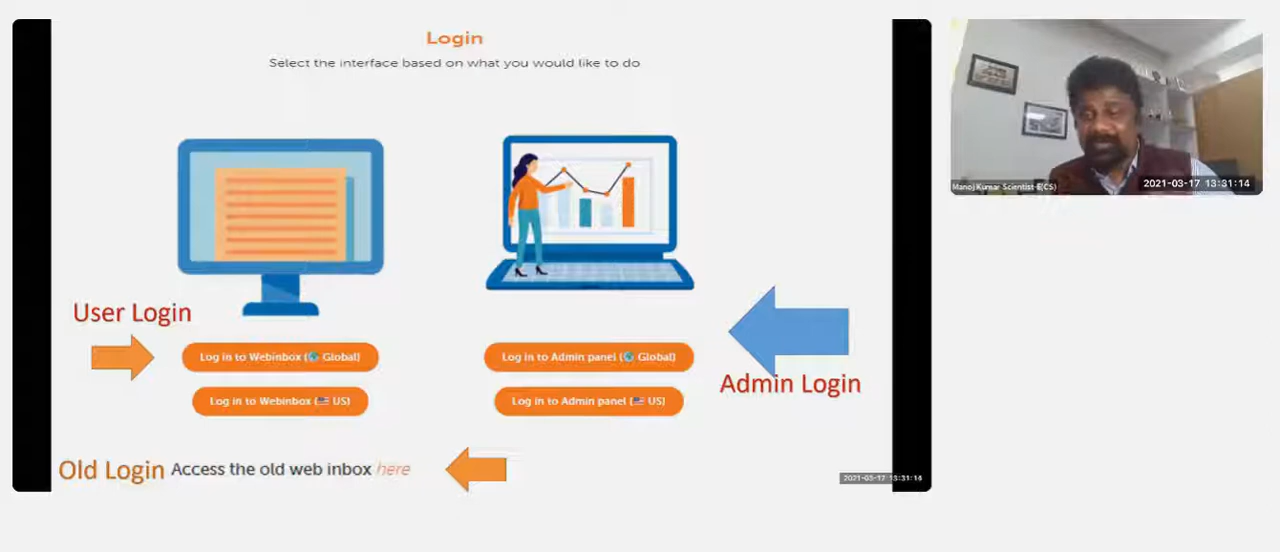 Login
Select the interface based on what you would like to do
User Login
Log in to Webinbox (🌎 Global)
Log in to Admin panel (🌎 Global)
Admin Login
Log in to Webinbox (🇺🇸 US)
Log in to Admin panel (🇺🇸 US)
Old Login Access the old web inbox here
2021-03-17 13:31:14
Manoj Kumar Scientist-E(CS)
2021-03-17 13:31:14